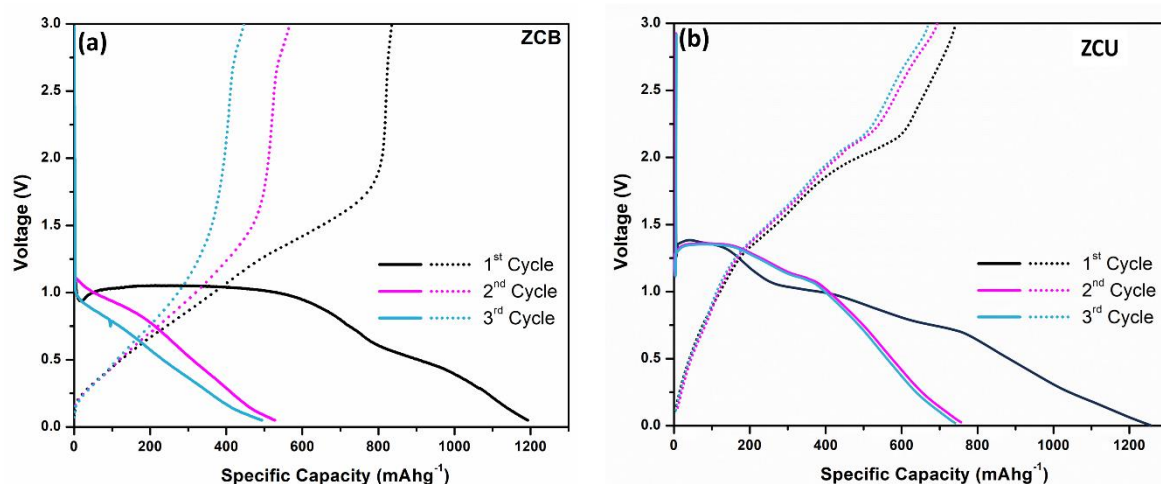 (a)
ZCB
3.0
2.5
2.0
1.5
1.0
0.5
0.0
Voltage (V)
1st Cycle
2nd Cycle
3rd Cycle
0 200 400 600 800 1000 1200
Specific Capacity (mAhg-1)
(b)
ZCU
3.0
2.5
2.0
1.5
1.0
0.5
0.0
Voltage (V)
1st Cycle
2nd Cycle
3rd Cycle
0 200 400 600 800 1000 1200
Specific Capacity (mAhg-1)